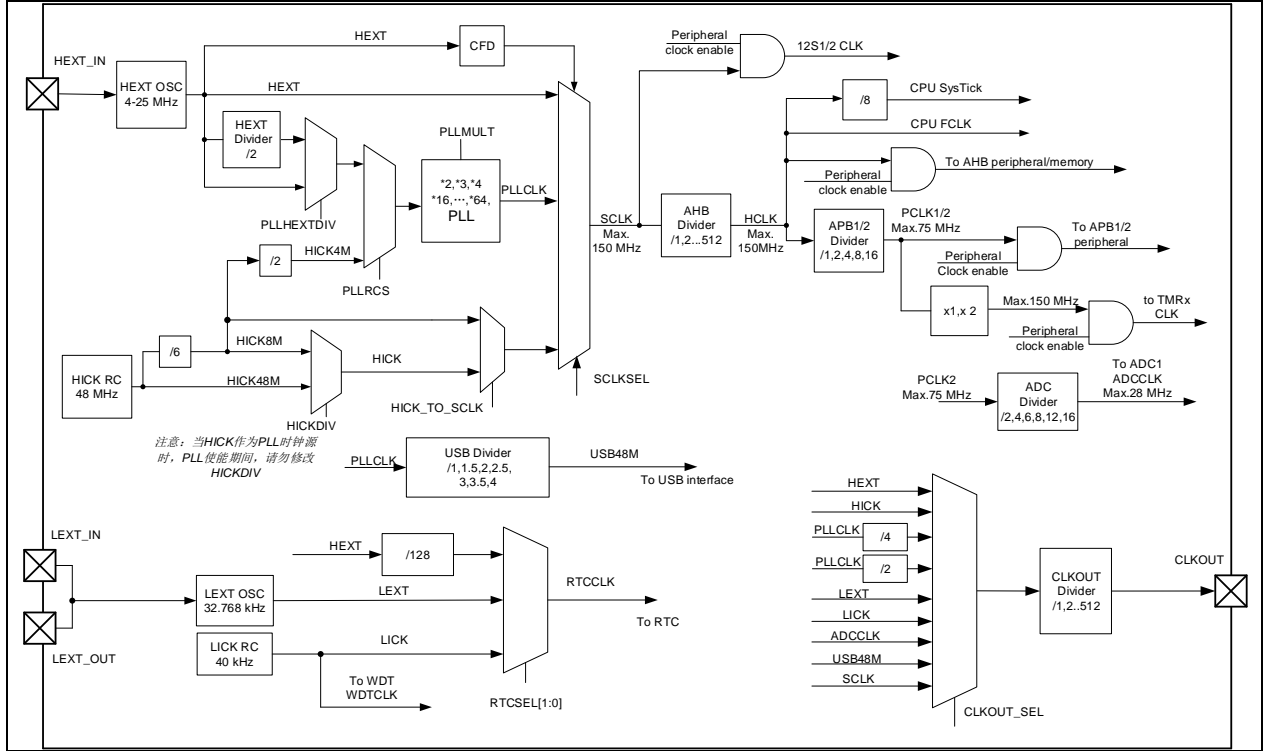 HEXT_IN
HEXT OSC
4-25 MHz
HEXT
CFD
HEXT
HEXT
Divider
/2
PLLHEXTDIV
PLLMULT
*2,*3,*4
*16,···,*64,
PLL
PLLCLK
/2
HICK4M
PLLRCS
/6
HICK8M
HICK RC
48 MHz
HICK48M
HICK
HICKDIV
HICK_TO_SCLK
SCLKSEL
注意：当HICK作为PLL时钟源
时，PLL使能期间，请勿修改
HICKDIV
SCLK
Max.
150 MHz
Peripheral
clock enable
12S1/2 CLK
AHB
Divider
/1,2...512
HCLK
Max.
150MHz
/8
CPU SysTick
CPU FCLK
Peripheral
clock enable
To AHB peripheral/memory
APB1/2
Divider
/1,2,4,8,16
PCLK1/2
Max.75 MHz
Peripheral
Clock enable
To APB1/2
peripheral
x1,x 2
Max.150 MHz
Peripheral
clock enable
to TMRx
CLK
PCLK2
Max.75 MHz
ADC
Divider
/2,4,6,8,12,16
To ADC1
ADCCLK
Max.28 MHz
PLLCLK
USB Divider
/1,1.5,2,2.5,
3,3.5,4
USB48M
To USB interface
LEXT_IN
LEXT_OUT
HEXT
/128
LEXT OSC
32.768 kHz
LEXT
LICK RC
40 kHz
LICK
To WDT
WDTCLK
RTCSEL[1:0]
RTCCLK
To RTC
HEXT
HICK
PLLCLK
/4
PLLCLK
/2
LEXT
LICK
ADCCLK
USB48M
SCLK
CLKOUT_SEL
CLKOUT
Divider
/1,2..512
CLKOUT